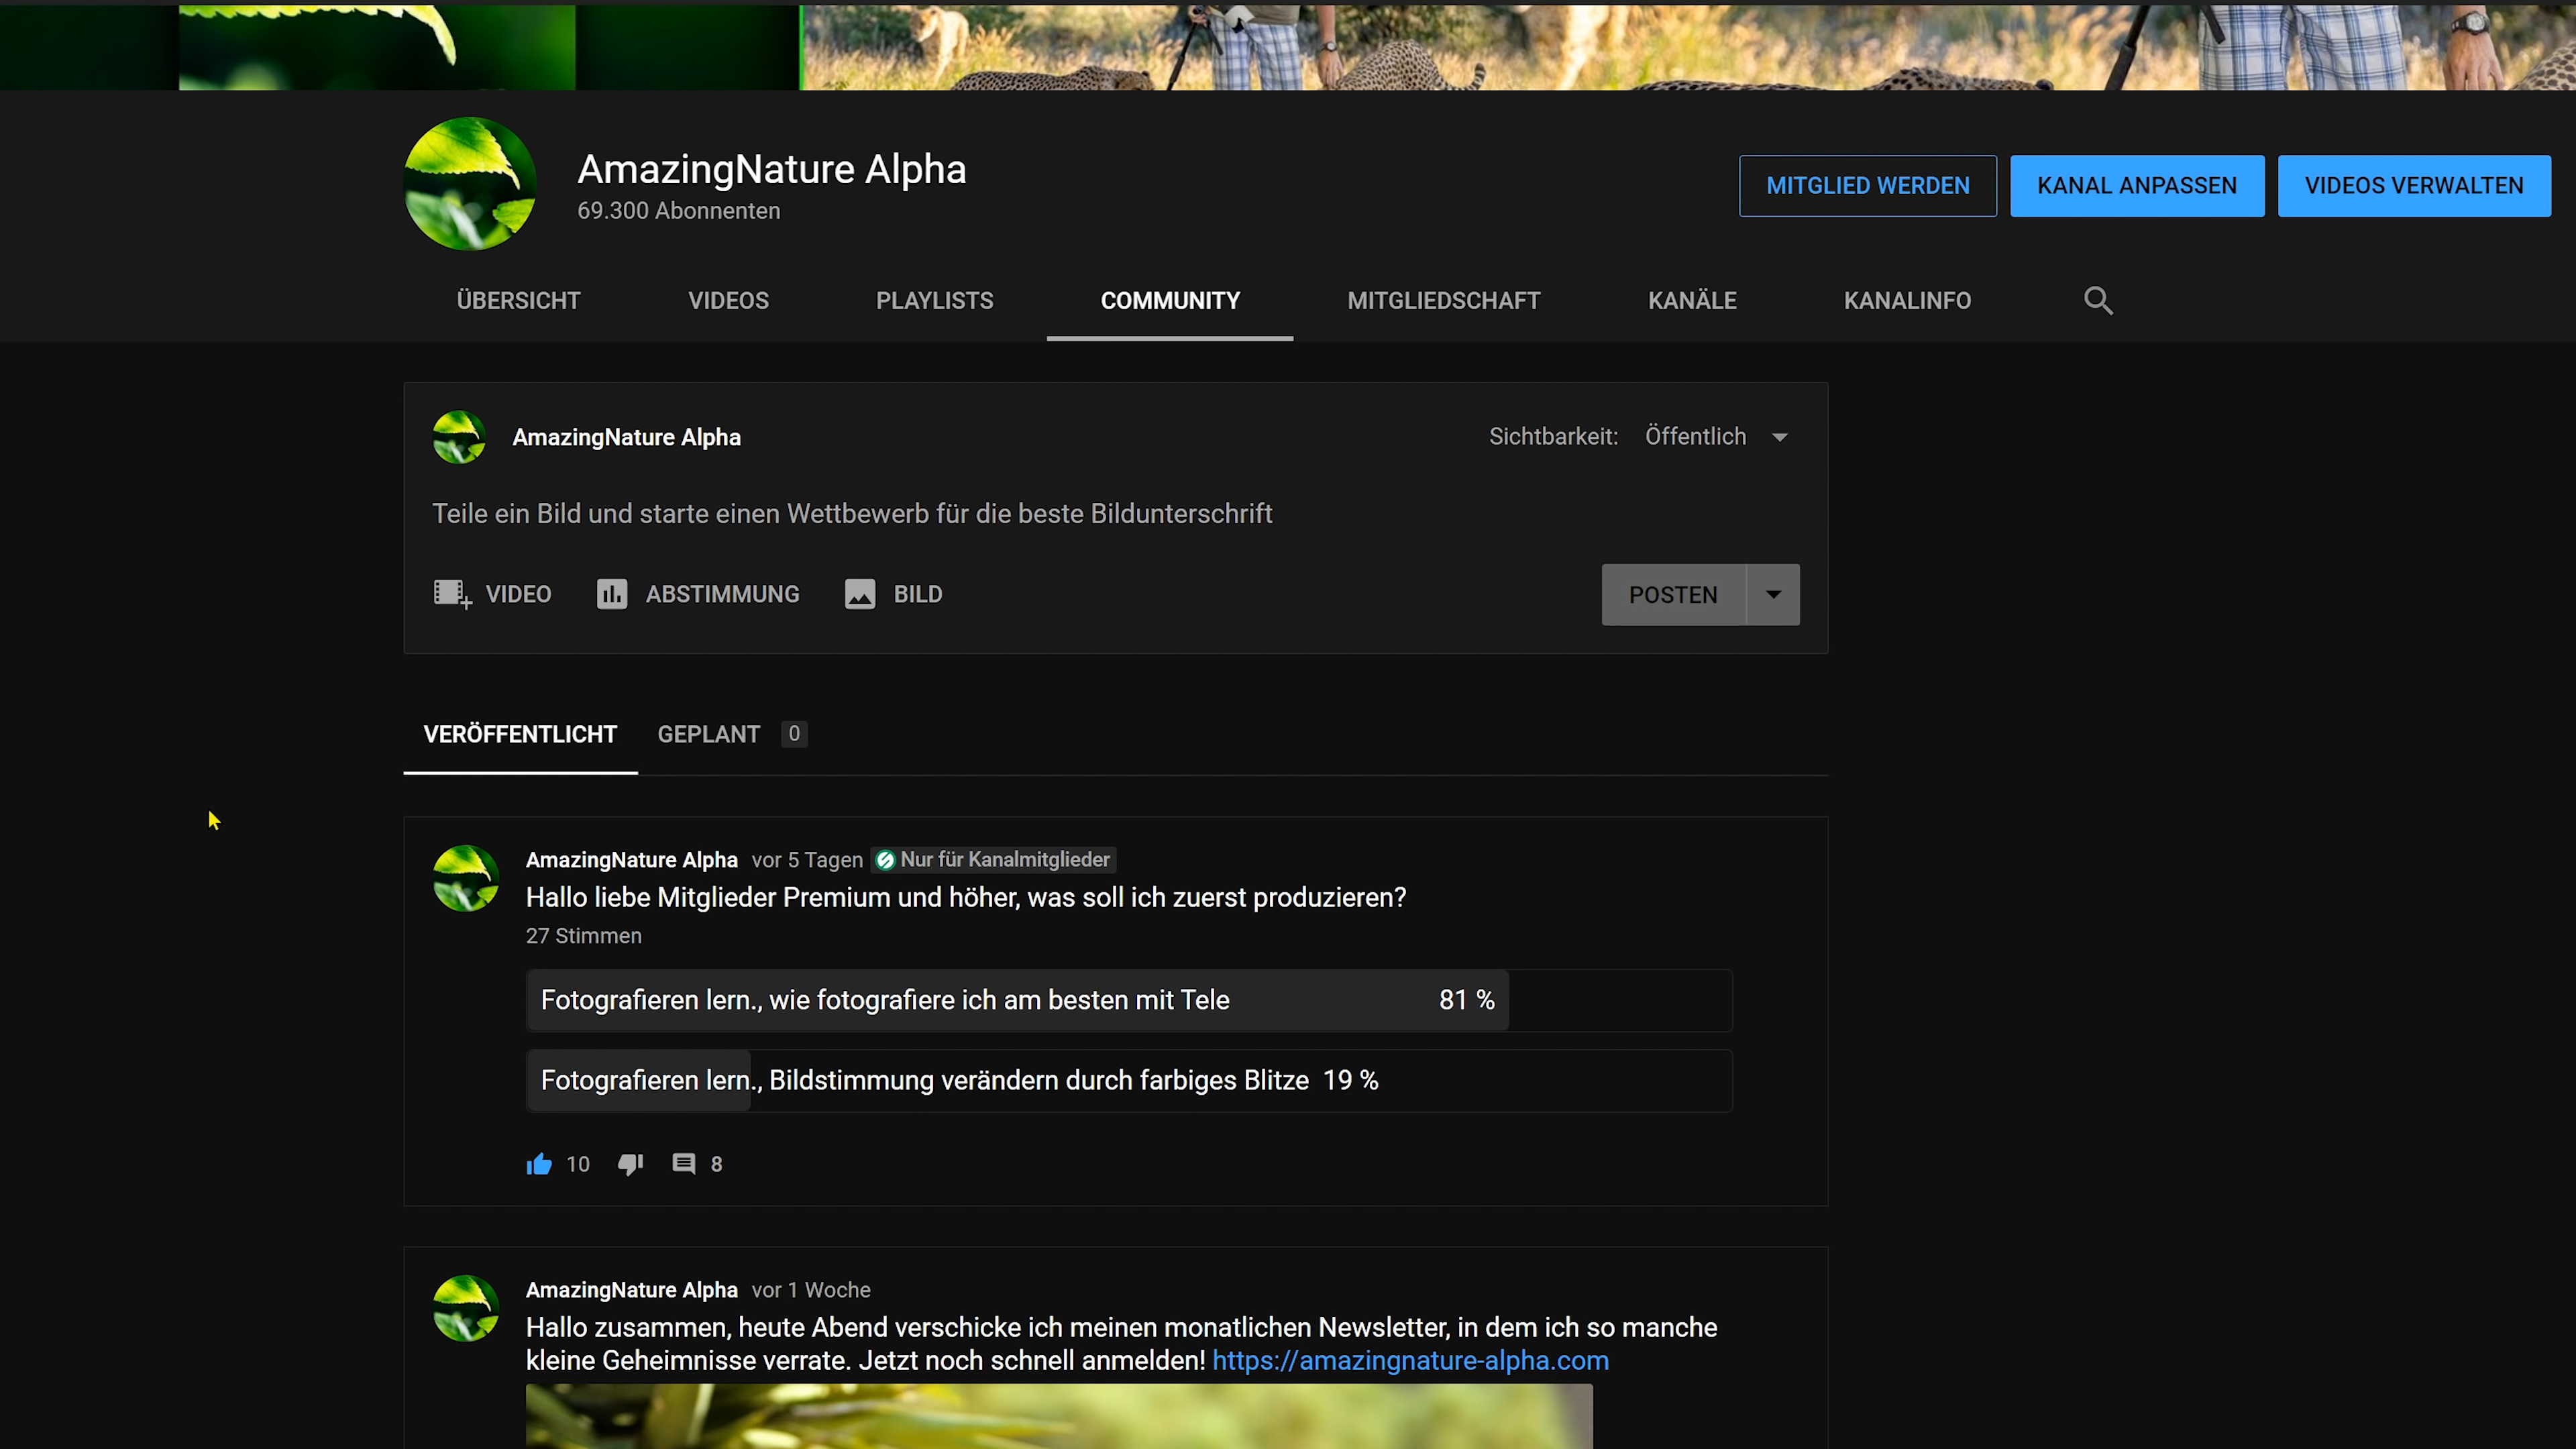 AmazingNature Alpha
69.300 Abonnenten
MITGLIED WERDEN
KANAL ANPASSEN
VIDEOS VERWALTEN
ÜBERSICHT
VIDEOS
PLAYLISTS
COMMUNITY
MITGLIEDSCHAFT
KANÄLE
KANALINFO
AmazingNature Alpha
Sichtbarkeit: Öffentlich
Teile ein Bild und starte einen Wettbewerb für die beste Bildunterschrift
VIDEO
ABSTIMMUNG
BILD
POSTEN
VERÖFFENTLICHT
GEPLANT 0
AmazingNature Alpha vor 5 Tagen Nur für Kanalmitglieder
Hallo liebe Mitglieder Premium und höher, was soll ich zuerst produzieren?
27 Stimmen
Fotografieren lern., wie fotografiere ich am besten mit Tele 81 %
Fotografieren lern., Bildstimmung verändern durch farbiges Blitze 19 %
10 8
AmazingNature Alpha vor 1 Woche
Hallo zusammen, heute Abend verschicke ich meinen monatlichen Newsletter, in dem ich so manche
kleine Geheimnisse verrate. Jetzt noch schnell anmelden! https://amazingnature-alpha.com